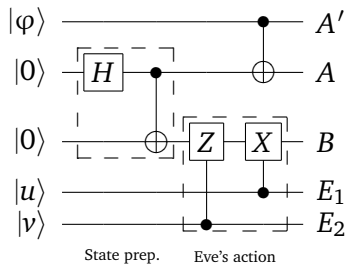 |φ⟩ A′
|0⟩ H A
|0⟩ Z X B
|u⟩ E₁
|v⟩ E₂
State prep. Eve's action